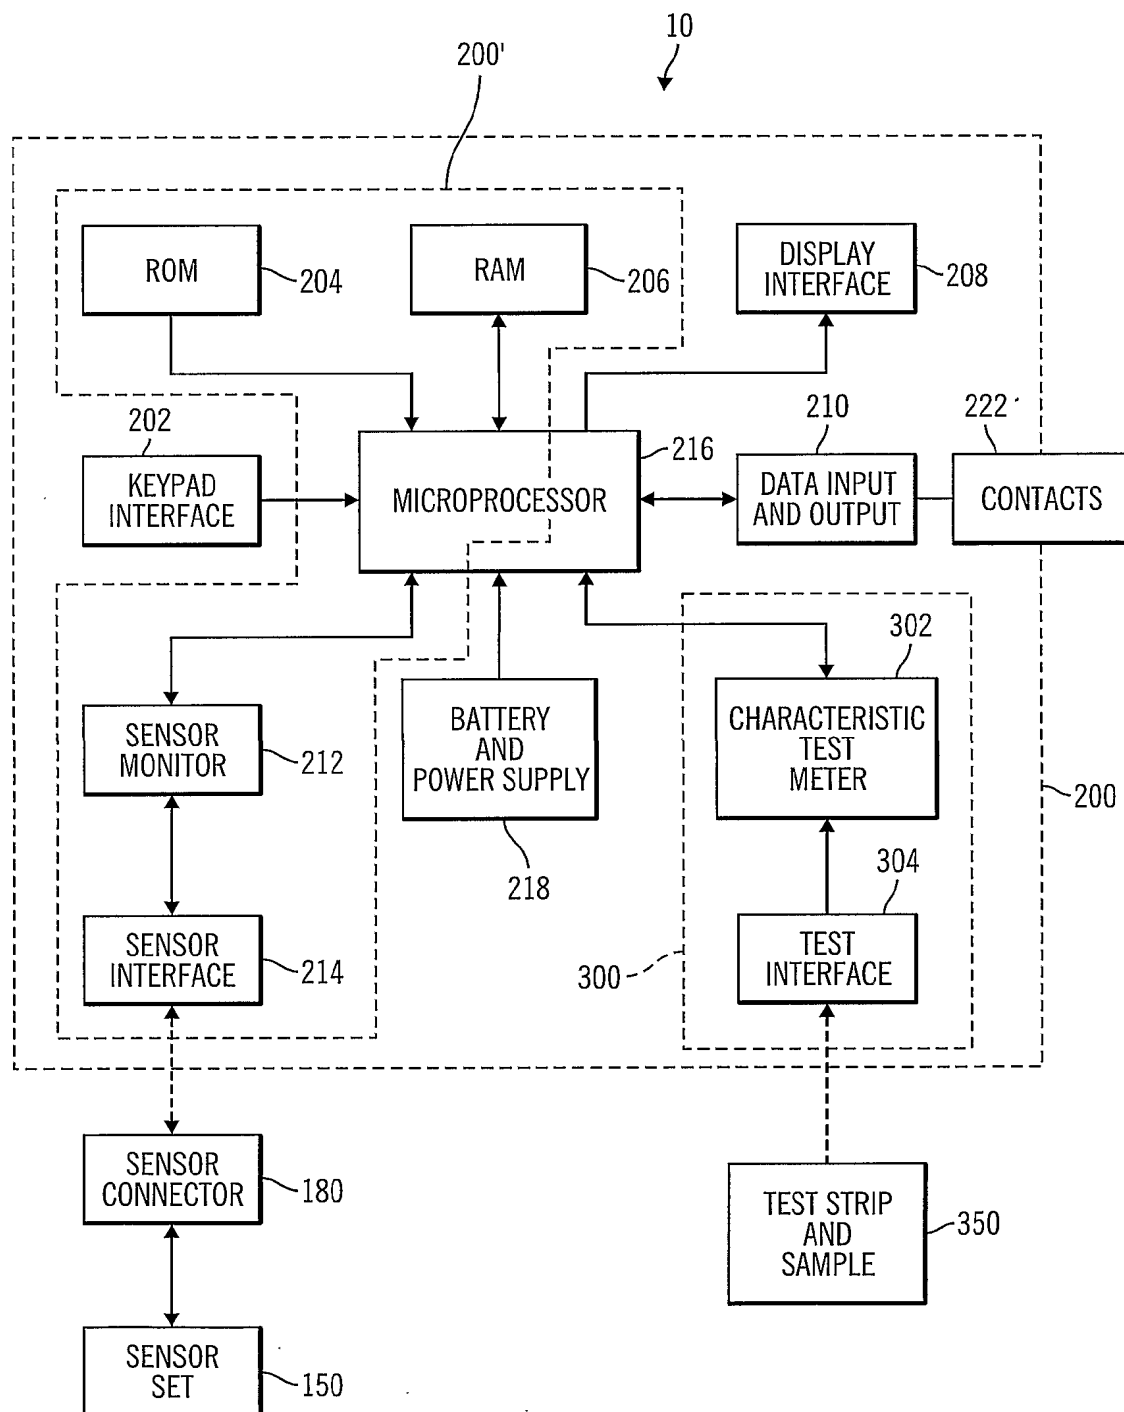 10
200'
ROM
204
RAM
206
DISPLAY
INTERFACE
208
202
KEYPAD
INTERFACE
MICROPROCESSOR
216
210
DATA INPUT
AND OUTPUT
222
CONTACTS
SENSOR
MONITOR
212
BATTERY
AND
POWER SUPPLY
218
302
CHARACTERISTIC
TEST
METER
200
304
SENSOR
INTERFACE
214
300
TEST
INTERFACE
SENSOR
CONNECTOR
180
TEST STRIP
AND
SAMPLE
350
SENSOR
SET
150